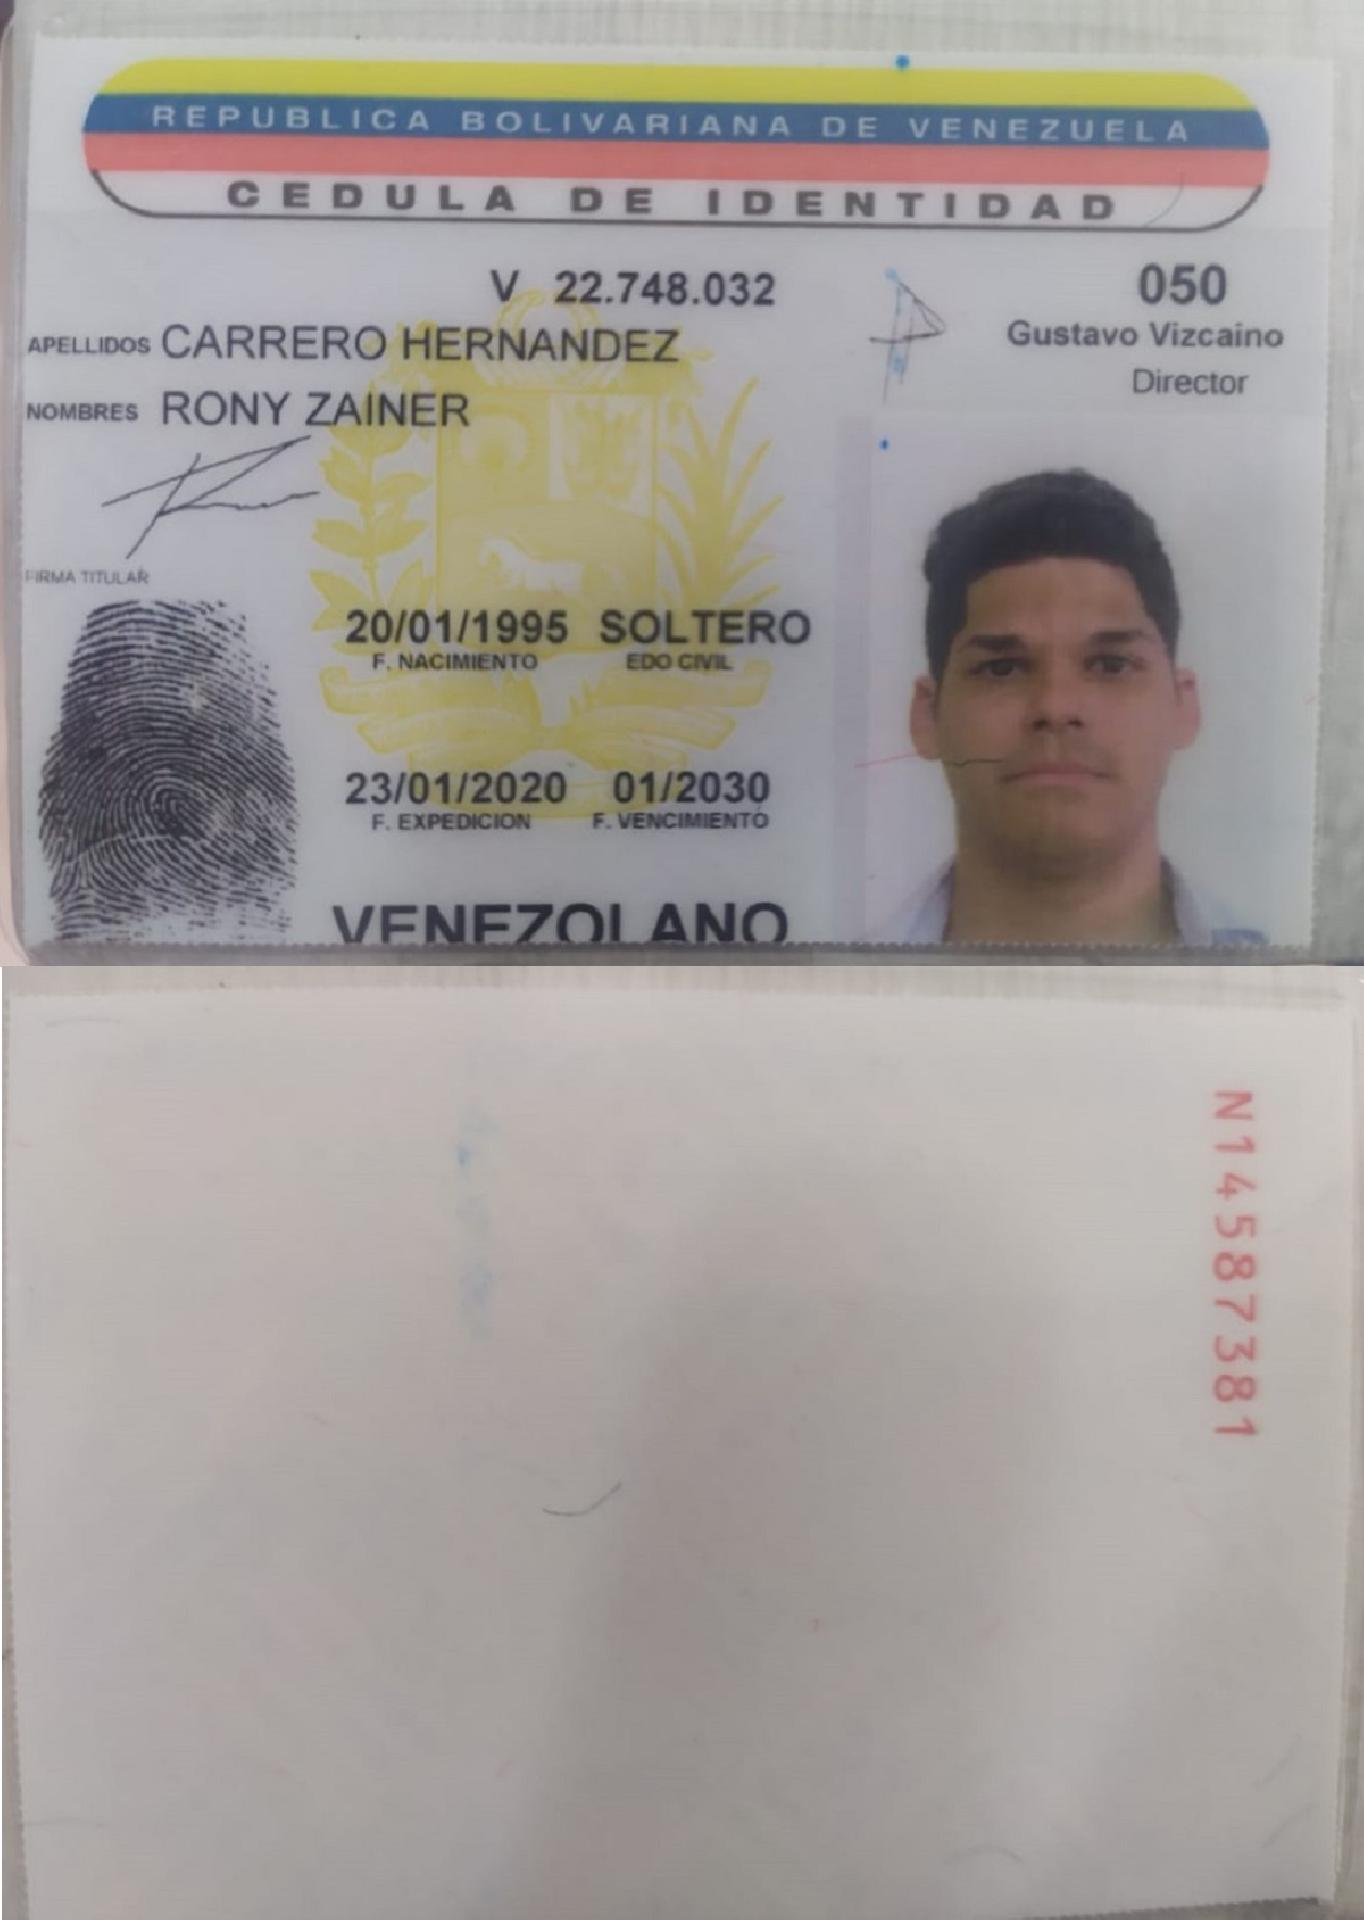 REPUBLICA BOLIVARIANA DE VENEZUELA
CEDULA DE IDENTIDAD
V 22.748.032
050
APELLIDOS CARRERO HERNANDEZ
Gustavo Vizcaino
Director
NOMBRES RONY ZAINER
FIRMA TITULAR
20/01/1995 SOLTERO
F. NACIMIENTO EDO CIVIL
23/01/2020 01/2030
F. EXPEDICION F. VENCIMIENTO
VENEZOLANO
N14587381